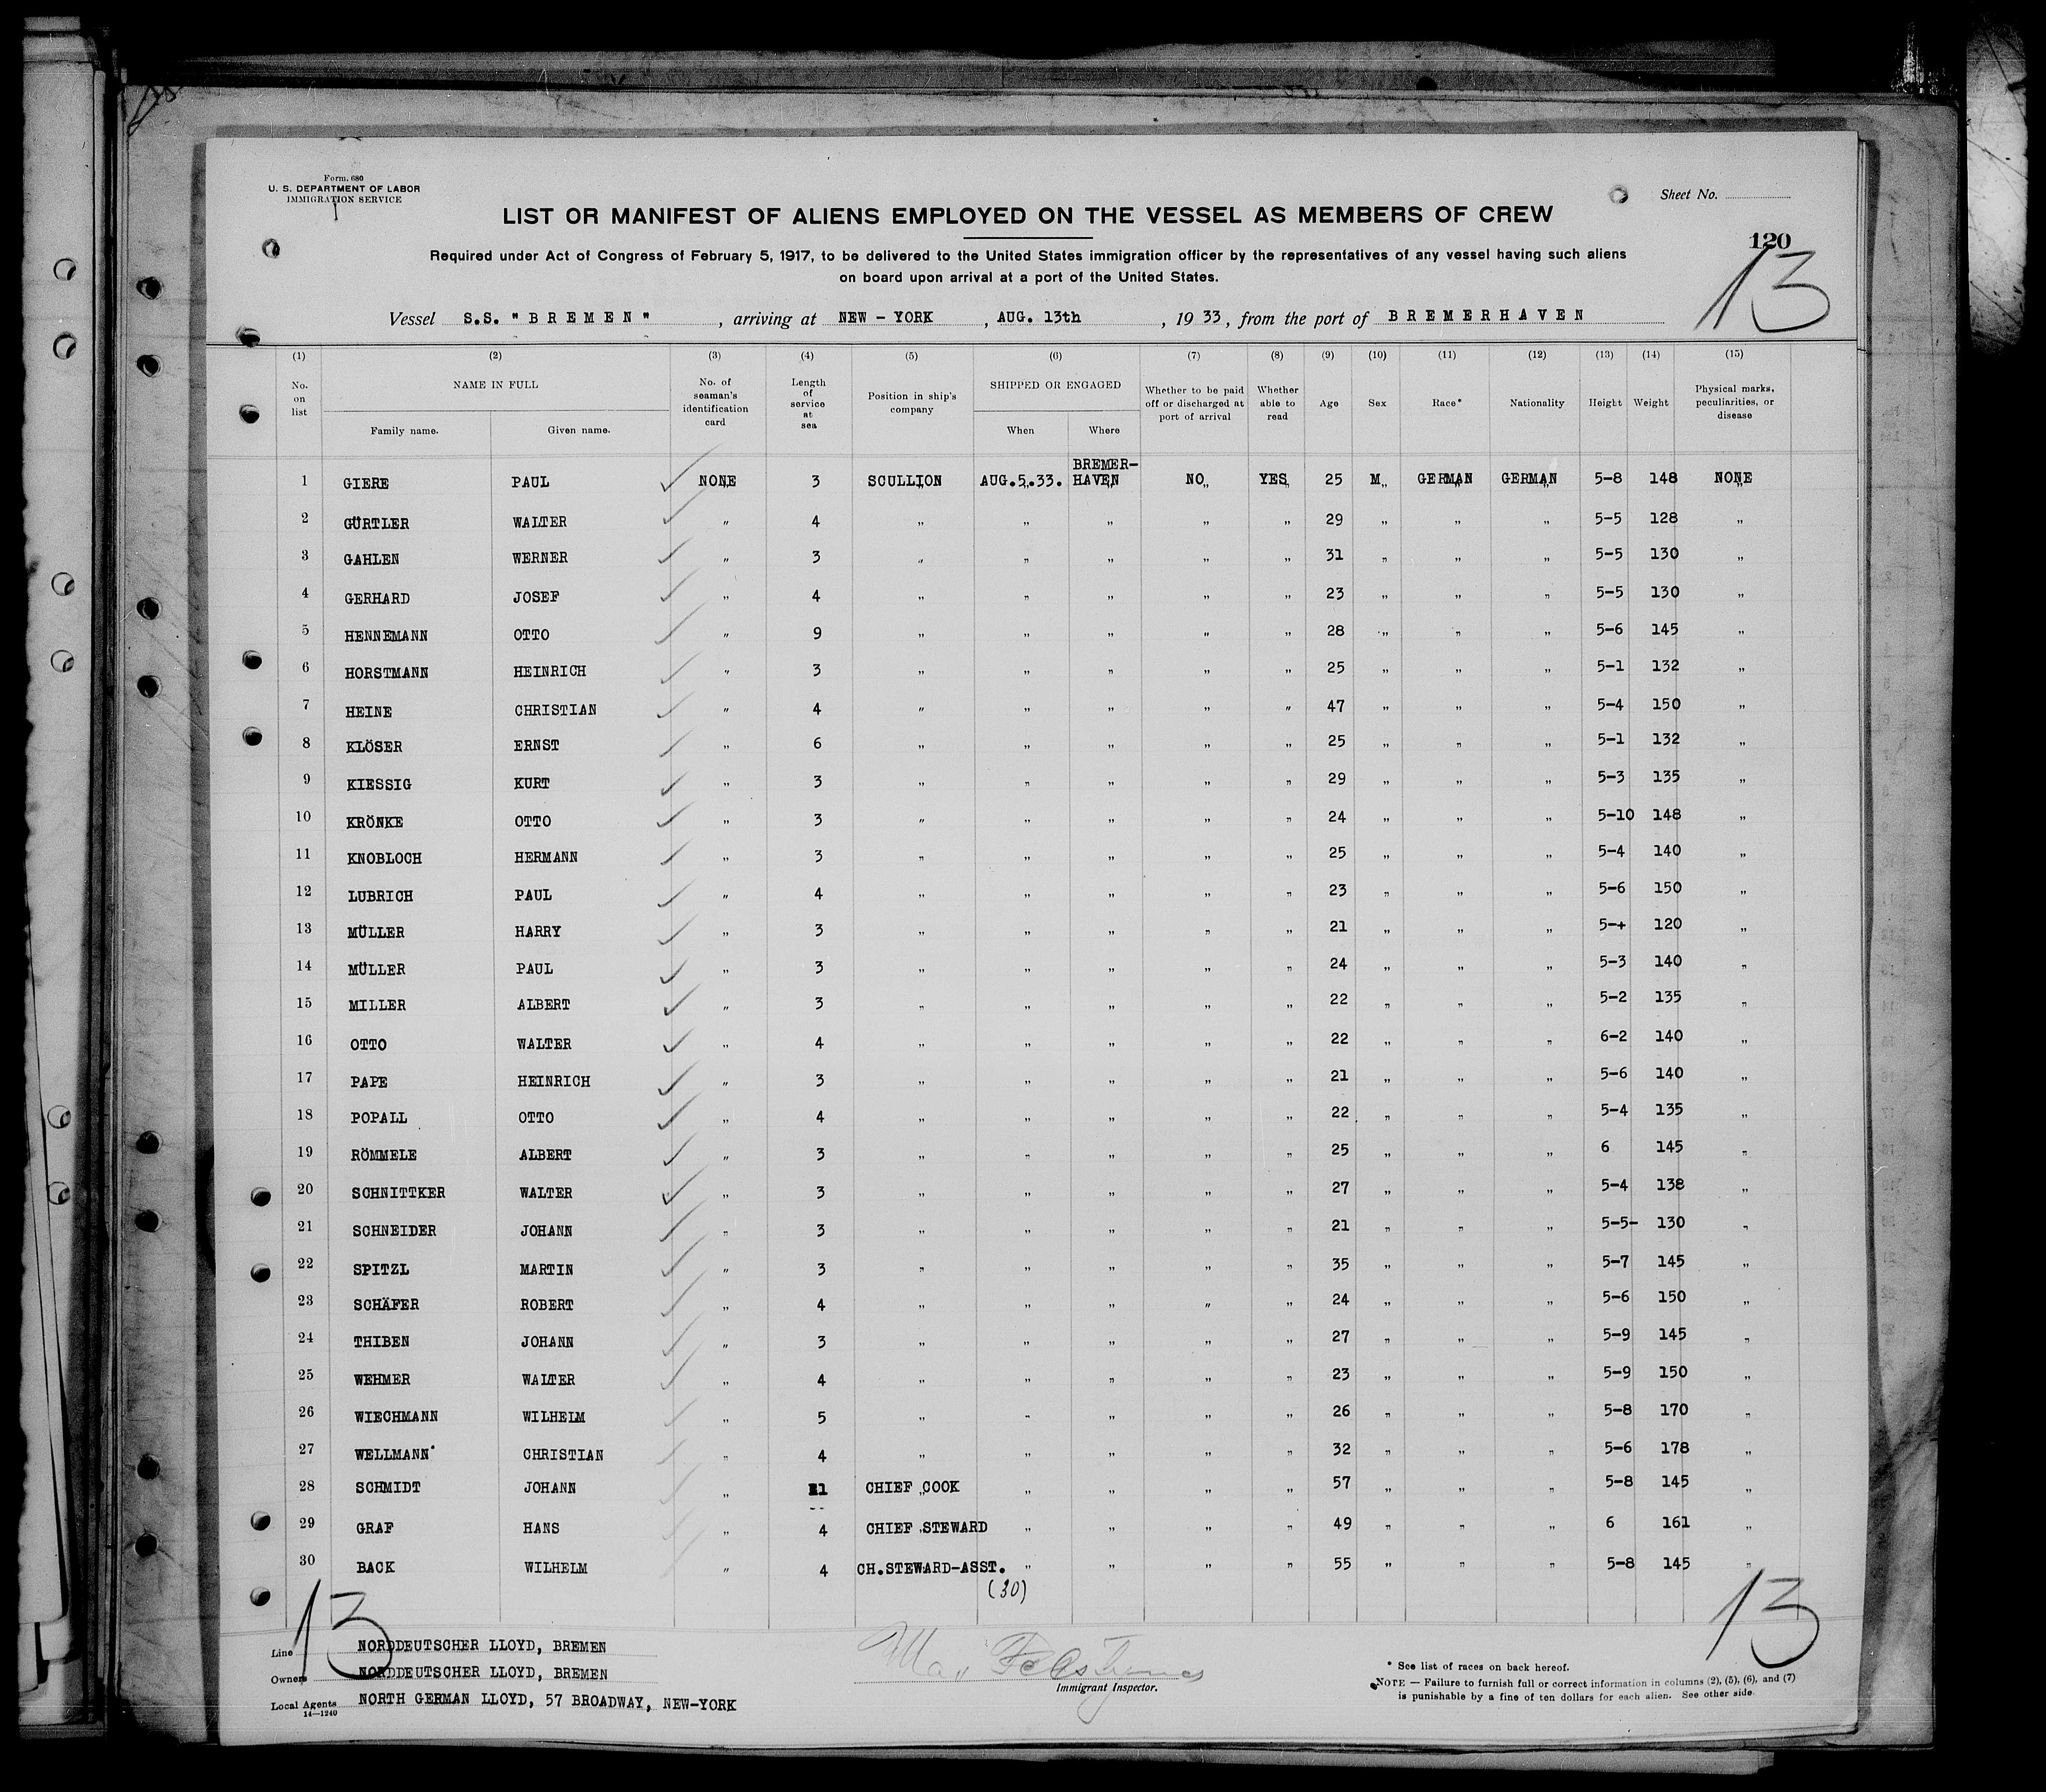 Form. 680
U. S. DEPARTMENT OF LABOR
IMMIGRATION SERVICE
Sheet No.
LIST OR MANIFEST OF ALIENS EMPLOYED ON THE VESSEL AS MEMBERS OF CREW
120
13
Required under Act of Congress of February 5, 1917, to be delivered to the United States immigration officer by the representatives of any vessel having such aliens
on board upon arrival at a port of the United States.
Vessel S.S. "BREMEN", arriving at NEW-YORK, AUG. 13th, 1933, from the port of BREMERHAVEN
(1) (2) (3) (4) (5) (6) (7) (8) (9) (10) (11) (12) (13) (14) (15)
No. on list NAME IN FULL Family name. Given name. No. of seaman's identification card Length of service at sea Position in ship's company SHIPPED OR ENGAGED When Where Whether to be paid off or discharged at port of arrival Whether able to read Age Sex Race* Nationality Height Weight Physical marks, peculiarities, or disease
1 GIERE PAUL NONE 3 SCULLION AUG.5.33. BREMER-HAVEN NO YES 25 M GERMAN GERMAN 5-8 148 NONE
2 GÜRTLER WALTER " 4 " " " " " 29 " " " 5-5 128 "
3 GAHLEN WERNER " 3 " " " " " 31 " " " 5-5 130 "
4 GERHARD JOSEF " 4 " " " " " 23 " " " 5-5 130 "
5 HENNEMANN OTTO " 9 " " " " " 28 " " " 5-6 145 "
6 HORSTMANN HEINRICH " 3 " " " " " 25 " " " 5-1 132 "
7 HEINE CHRISTIAN " 4 " " " " " 47 " " " 5-4 150 "
8 KLÖSER ERNST " 6 " " " " " 25 " " " 5-1 132 "
9 KIESSIG KURT " 3 " " " " " 29 " " " 5-3 135 "
10 KRÖNKE OTTO " 3 " " " " " 24 " " " 5-10 148 "
11 KNOBLOCH HERMANN " 3 " " " " " 25 " " " 5-4 140 "
12 LUBRICH PAUL " 4 " " " " " 23 " " " 5-6 150 "
13 MÜLLER HARRY " 3 " " " " " 21 " " " 5-+ 120 "
14 MÜLLER PAUL " 3 " " " " " 24 " " " 5-3 140 "
15 MILLER ALBERT " 3 " " " " " 22 " " " 5-2 135 "
16 OTTO WALTER " 4 " " " " " 22 " " " 6-2 140 "
17 PAPE HEINRICH " 3 " " " " " 21 " " " 5-6 140 "
18 POPALL OTTO " 4 " " " " " 22 " " " 5-4 135 "
19 RÖMMELE ALBERT " 3 " " " " " 25 " " " 6 145 "
20 SCHNITTKER WALTER " 3 " " " " " 27 " " " 5-4 138 "
21 SCHNEIDER JOHANN " 3 " " " " " 21 " " " 5-5- 130 "
22 SPITZL MARTIN " 3 " " " " " 35 " " " 5-7 145 "
23 SCHÄFER ROBERT " 4 " " " " " 24 " " " 5-6 150 "
24 THIBEN JOHANN " 3 " " " " " 27 " " " 5-9 145 "
25 WEHMER WALTER " 4 " " " " " 23 " " " 5-9 150 "
26 WIECHMANN WILHELM " 5 " " " " " 26 " " " 5-8 170 "
27 WELLMANN CHRISTIAN " 4 " " " " " 32 " " " 5-6 178 "
28 SCHMIDT JOHANN " CHIEF COOK " " " " 57 " " " 5-8 145 "
29 GRAF HANS " 4 CHIEF STEWARD " " " " 49 " " " 6 161 "
30 BACK WILHELM " 4 CH.STEWARD-ASST. " " " " 55 " " " 5-8 145 "
(30)
13
13
Line NORDDEUTSCHER LLOYD, BREMEN
Owners NORDDEUTSCHER LLOYD, BREMEN
Local Agents NORTH GERMAN LLOYD, 57 BROADWAY, NEW-YORK
14—1240
Immigrant Inspector.
* See list of races on back hereof.
NOTE — Failure to furnish full or correct information in columns (2), (5), (6), and (7)
is punishable by a fine of ten dollars for each alien. See other side.